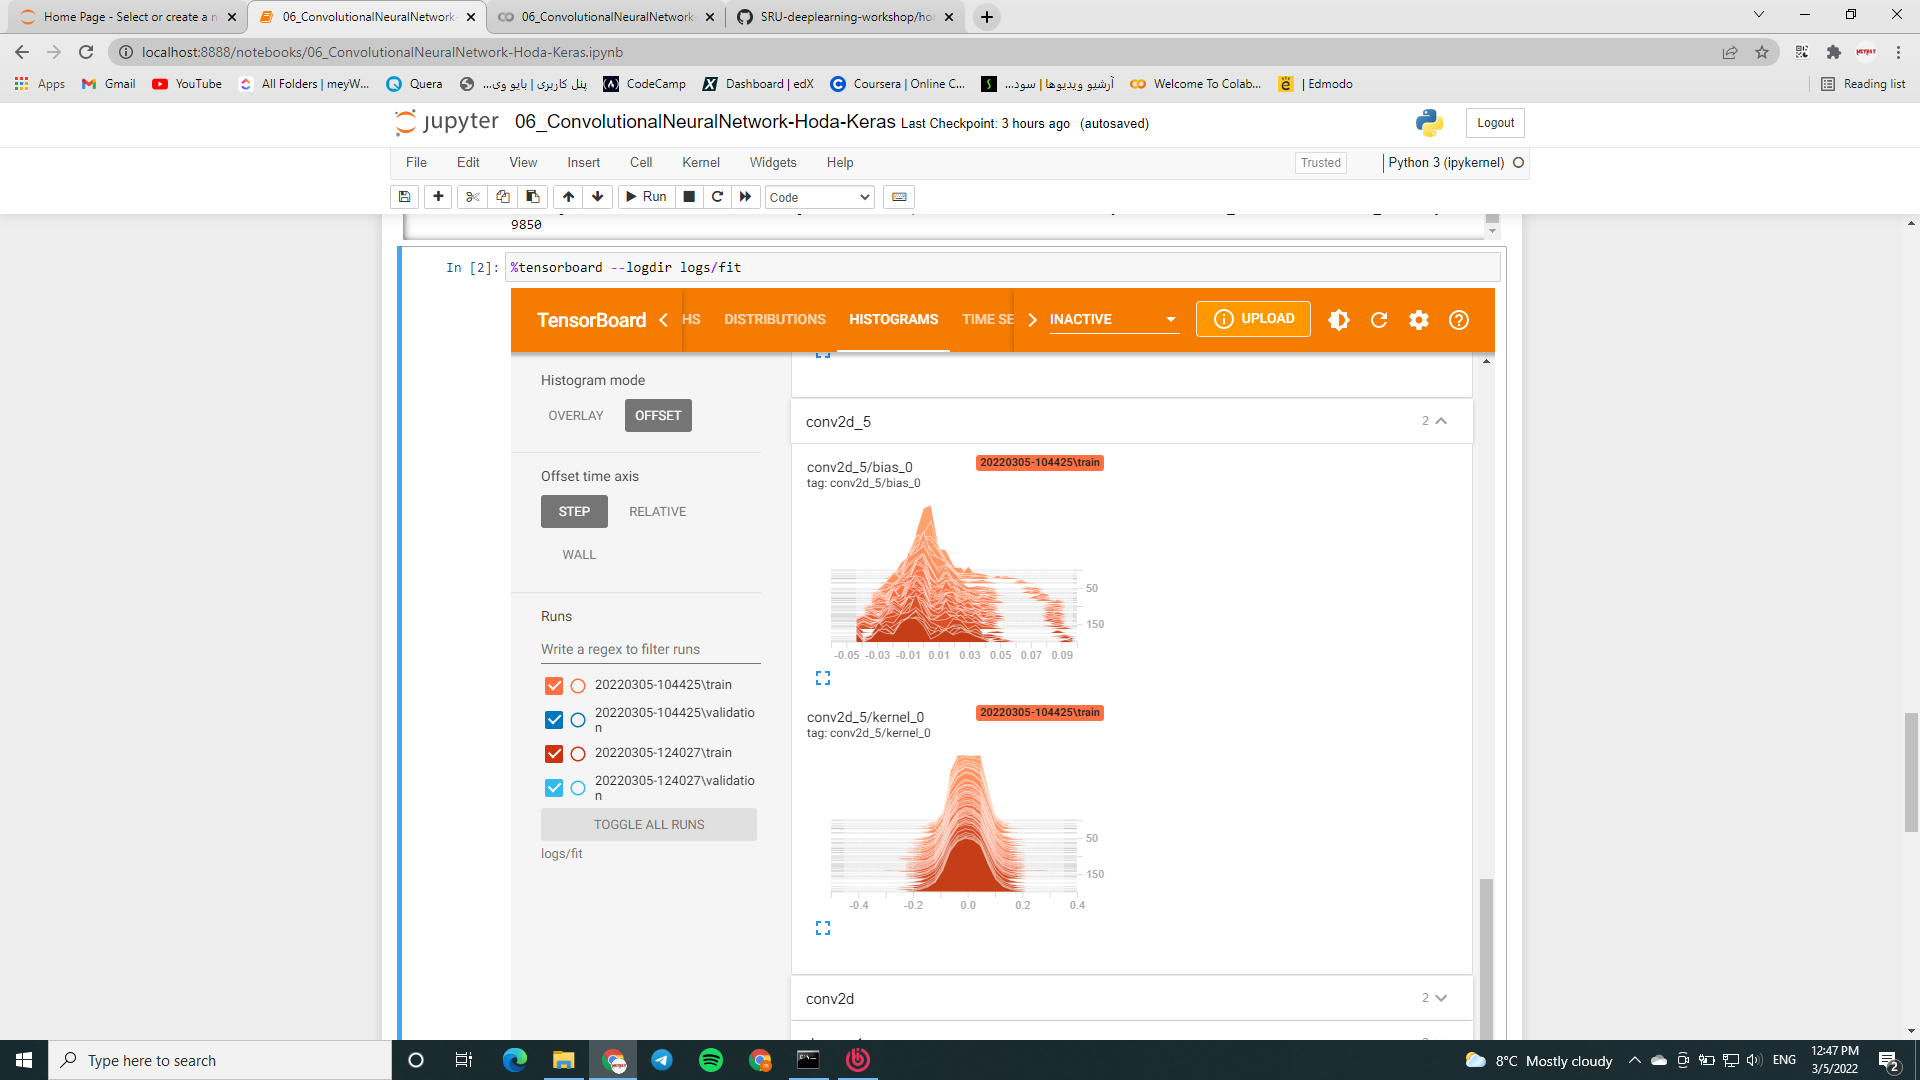 Home Page - Select or create a n
06_ConvolutionalNeuralNetwork-
06_ConvolutionalNeuralNetwork
SRU-deeplearning-workshop/ho
localhost:8888/notebooks/06_ConvolutionalNeuralNetwork-Hoda-Keras.ipynb
Apps
Gmail
YouTube
All Folders | meyW...
Quera
پنل کاربری | بایو وی...
CodeCamp
Dashboard | edX
Coursera | Online C...
آرشیو ویدیوها | سود...
Welcome To Colab...
| Edmodo
Reading list
jupyter
06_ConvolutionalNeuralNetwork-Hoda-Keras Last Checkpoint: 3 hours ago (autosaved)
Logout
File Edit View Insert Cell Kernel Widgets Help
Trusted
Python 3 (ipykernel)
Run
Code
9850
In [2]: %tensorboard --logdir logs/fit
TensorBoard
HS
DISTRIBUTIONS
HISTOGRAMS
TIME SE
INACTIVE
UPLOAD
Histogram mode
OVERLAY
OFFSET
Offset time axis
STEP
RELATIVE
WALL
Runs
Write a regex to filter runs
20220305-104425\train
20220305-104425\validatio
n
20220305-124027\train
20220305-124027\validatio
n
TOGGLE ALL RUNS
logs/fit
conv2d_5
2
conv2d_5/bias_0
tag: conv2d_5/bias_0
20220305-104425\train
50
150
-0.05 -0.03 -0.01 0.01 0.03 0.05 0.07 0.09
conv2d_5/kernel_0
tag: conv2d_5/kernel_0
20220305-104425\train
50
150
-0.4 -0.2 0.0 0.2 0.4
conv2d
2
Type here to search
8°C Mostly cloudy
ENG
12:47 PM
3/5/2022
2